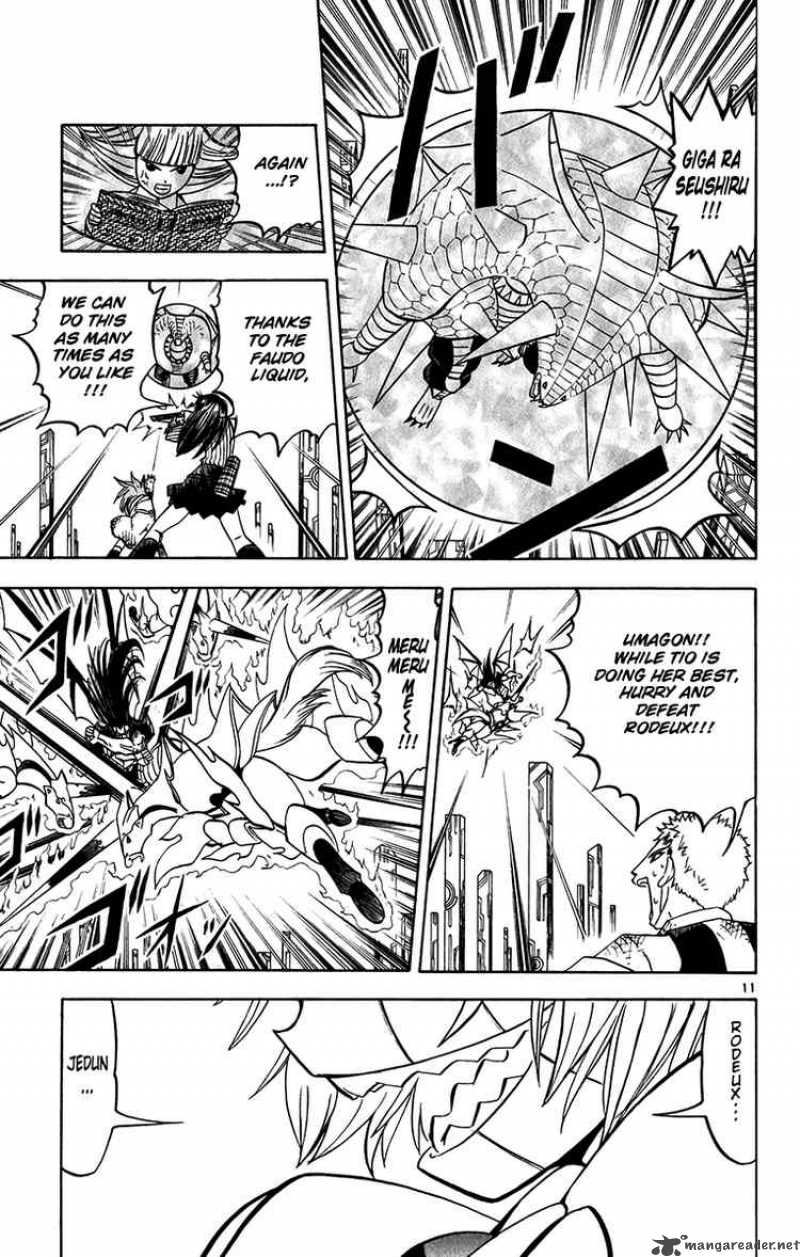 GIGA RA
SEUSHIRU
!!!
AGAIN
...!?
THANKS
TO THE
FAUDO
LIQUID,
WE CAN
DO THIS
AS MANY
TIMES AS
YOU LIKE
!!!
UMAGON!!
WHILE TIO IS
DOING HER BEST,
HURRY AND
DEFEAT
RODEUX!!!
MERU
MERU
ME~
!!!
11
RODEUX...
JEDUN
...
mangareader.net